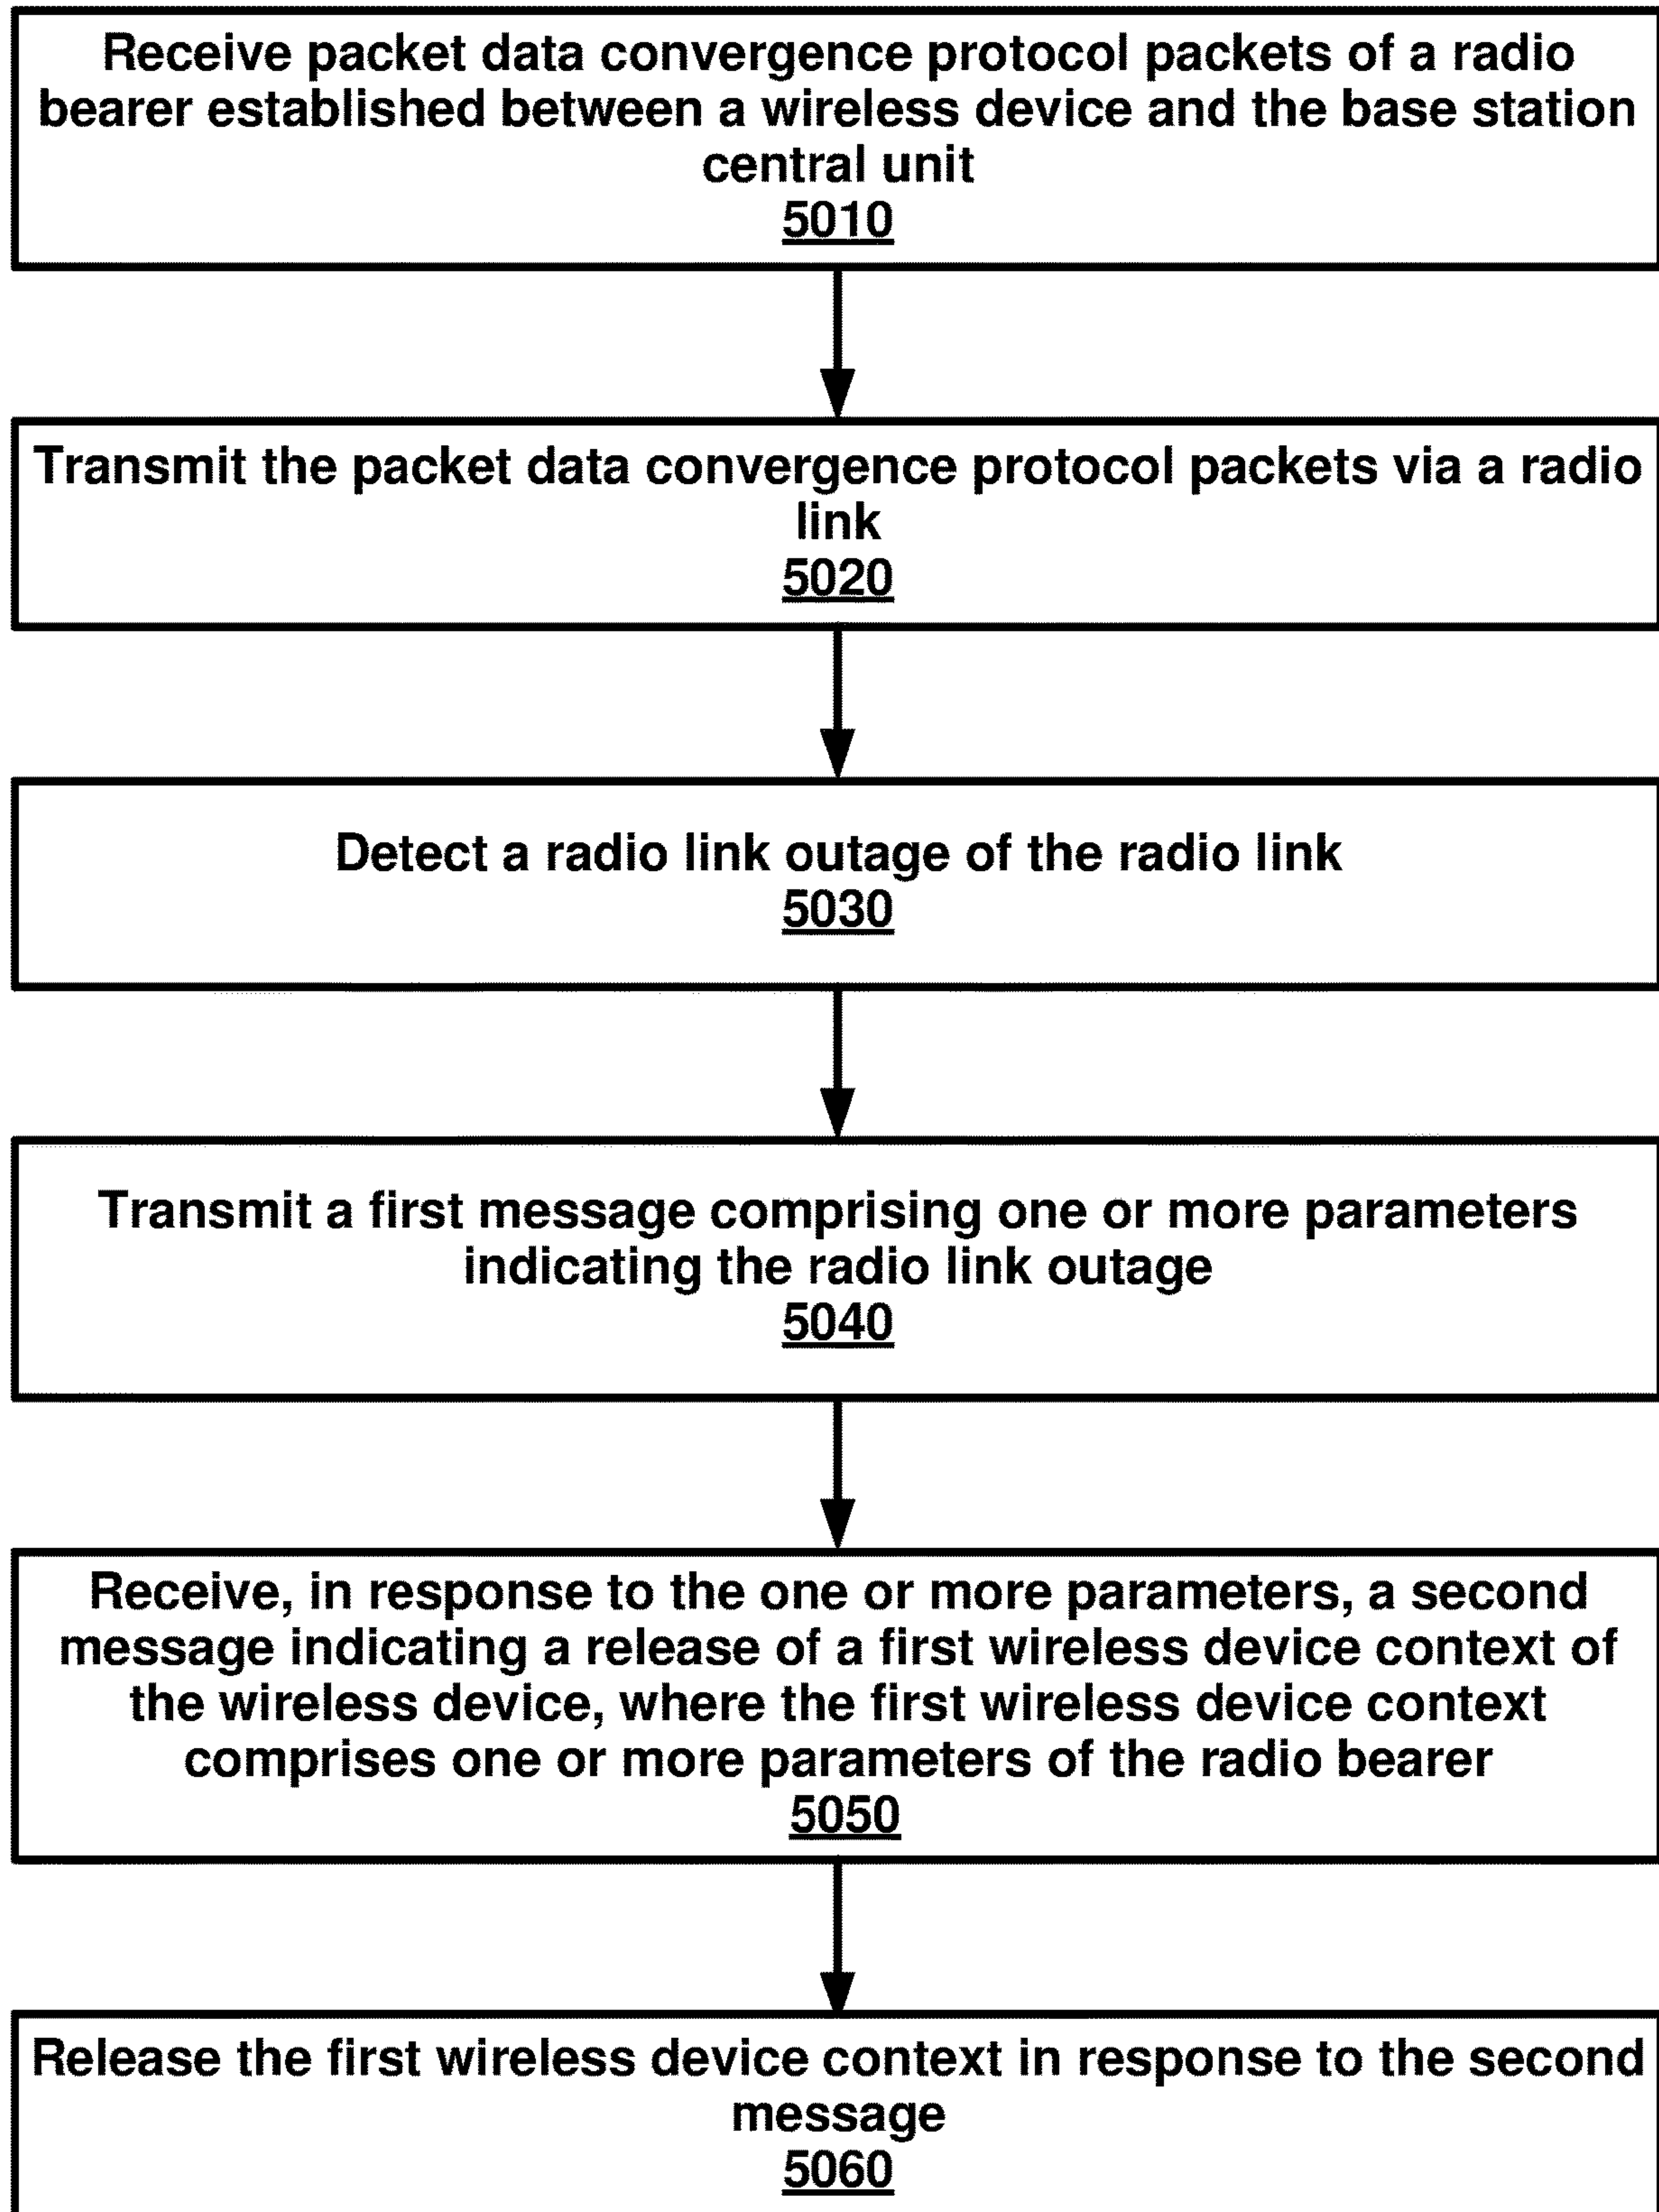 Receive packet data convergence protocol packets of a radio
bearer established between a wireless device and the base station
central unit
5010
Transmit the packet data convergence protocol packets via a radio
link
5020
Detect a radio link outage of the radio link
5030
Transmit a first message comprising one or more parameters
indicating the radio link outage
5040
Receive, in response to the one or more parameters, a second
message indicating a release of a first wireless device context of
the wireless device, where the first wireless device context
comprises one or more parameters of the radio bearer
5050
Release the first wireless device context in response to the second
message
5060